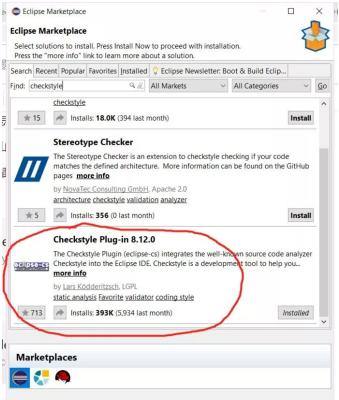 Eclipse Marketplace
Eclipse Marketplace
Select solutions to install. Press Install Now to proceed with installation.
Press the "more info" link to learn more about a solution.
Search Recent Popular Favorites Installed Eclipse Newsletter: Boot & Build Eclip...
Find: checkstyle All Markets All Categories Go
checkstyle
15 Installs: 18.0K (394 last month) Install
Stereotype Checker
The Stereotype Checker is an extension to checkstyle checking if your code
matches the defined architecture. More information can be found on the GitHub
pages more info
by NovaTec Consulting GmbH, Apache 2.0
architecture checkstyle validation analyzer
5 Installs: 356 (0 last month) Install
Checkstyle Plug-in 8.12.0
eclipse-cs
The Checkstyle Plugin (eclipse-cs) integrates the well-known source code analyzer
Checkstyle into the Eclipse IDE. Checkstyle is a development tool to help you...
more info
by Lars Ködderitzsch, LGPL
static analysis Favorite validator coding style
713 Installs: 393K (5,934 last month) Installed
Marketplaces